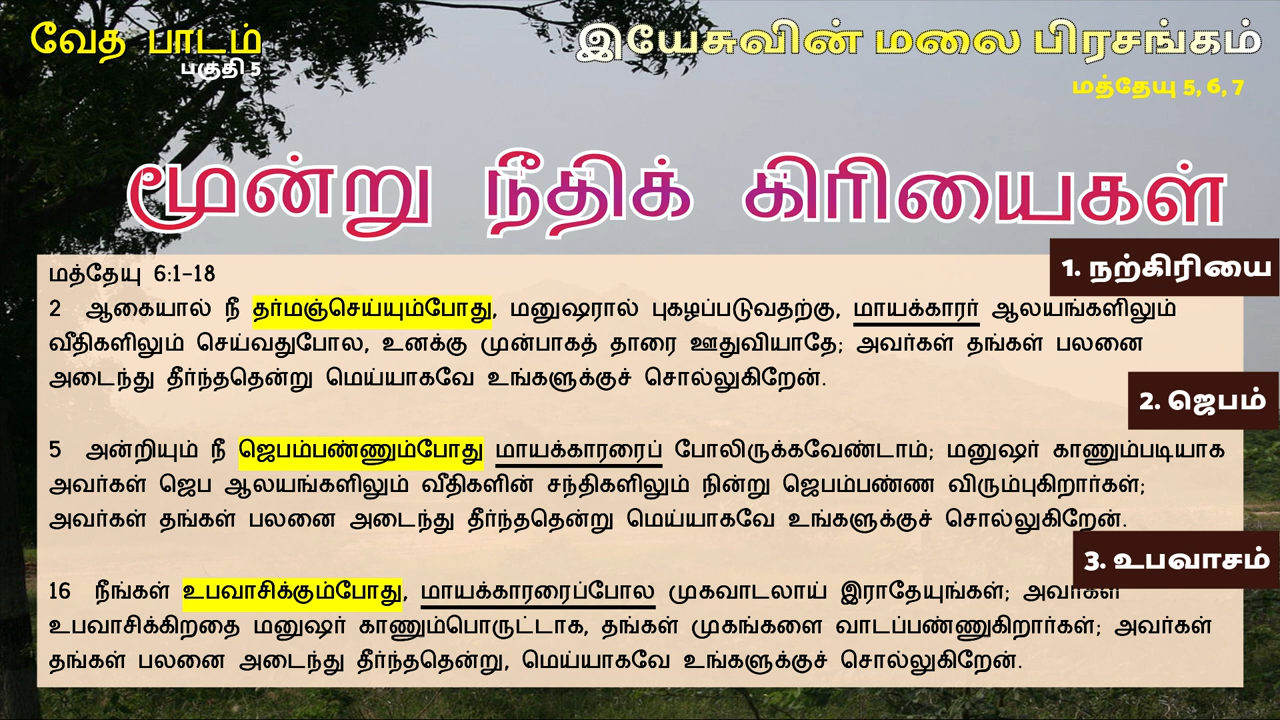 வேத பாடம்
பகுதி 5
இயேசுவின் மலை பிரசங்கம்
மத்தேயு 5, 6, 7
மூன்று நீதிக் கிரியைகள்
1. நற்கிரியை
மத்தேயு 6:1-18
2 ஆகையால் நீ தர்மஞ்செய்யும்போது, மனுஷரால் புகழப்படுவதற்கு, மாயக்காரர் ஆலயங்களிலும்
வீதிகளிலும் செய்வதுபோல, உனக்கு முன்பாகத் தாரை ஊதுவியாதே; அவர்கள் தங்கள் பலனை
அடைந்து தீர்ந்ததென்று மெய்யாகவே உங்களுக்குச் சொல்லுகிறேன்.
2. ஜெபம்
5 அன்றியும் நீ ஜெபம்பண்ணும்போது மாயக்காரரைப் போலிருக்கவேண்டாம்; மனுஷர் காணும்படியாக
அவர்கள் ஜெப ஆலயங்களிலும் வீதிகளின் சந்திகளிலும் நின்று ஜெபம்பண்ண விரும்புகிறார்கள்;
அவர்கள் தங்கள் பலனை அடைந்து தீர்ந்ததென்று மெய்யாகவே உங்களுக்குச் சொல்லுகிறேன்.
3. உபவாசம்
16 நீங்கள் உபவாசிக்கும்போது, மாயக்காரரைப்போல முகவாடலாய் இராதேயுங்கள்; அவர்கள்
உபவாசிக்கிறதை மனுஷர் காணும்பொருட்டாக, தங்கள் முகங்களை வாடப்பண்ணுகிறார்கள்; அவர்கள்
தங்கள் பலனை அடைந்து தீர்ந்ததென்று, மெய்யாகவே உங்களுக்குச் சொல்லுகிறேன்.